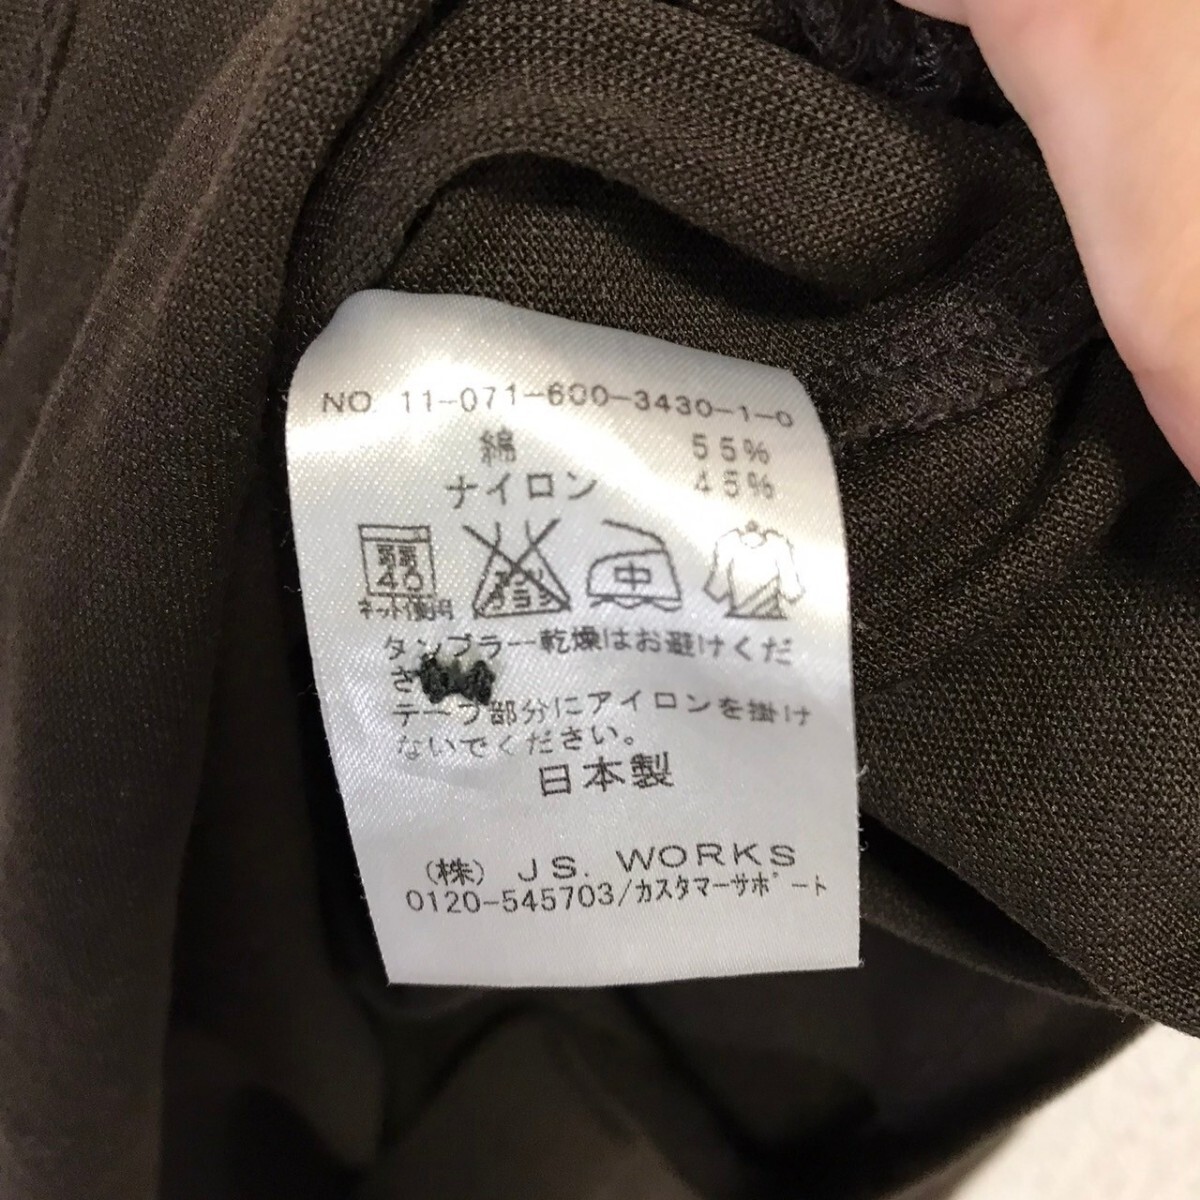 NO. 11-071-600-3430-1-0
綿 55%
ナイロン 45%
弱
40
中
ネット使用
タンブラー乾燥はお避けくだ
さ
テープ部分にアイロンを掛け
ないでください。
日本製
(株) JS. WORKS
0120-545703/カスタマーサポート